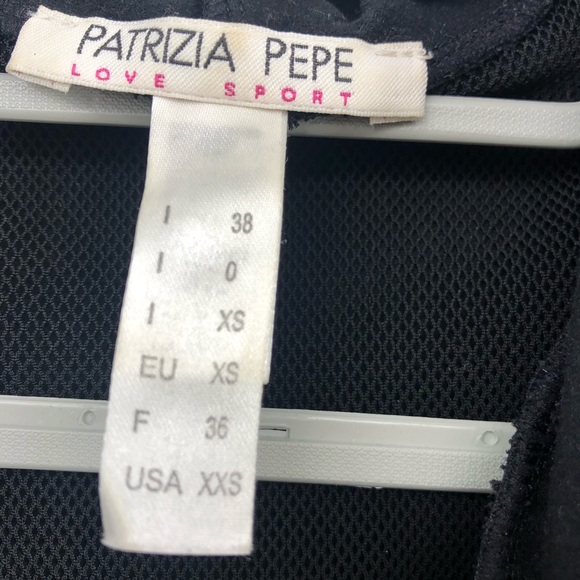 PATRIZIA PEPE
LOVE SPORT
I 38
I 0
I XS
EU XS
F 36
USA XXS